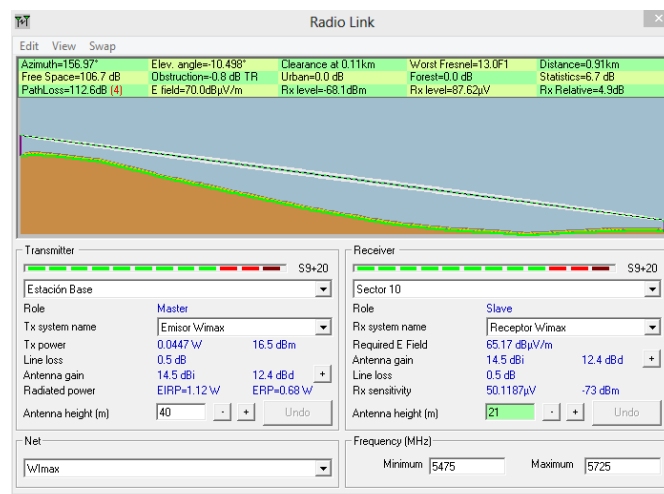 Radio Link
Edit View Swap
Azimuth=156.97° Elev. angle=-10.498° Clearance at 0.11km Worst Fresnel=13.0F1 Distance=0.91km
Free Space=106.7 dB Obstruction=-0.8 dB TR Urban=0.0 dB Forest=0.0 dB Statistics=6.7 dB
PathLoss=112.6dB (4) E field=70.0dBµV/m Rx level=-68.1dBm Rx level=87.62µV Rx Relative=4.9dB
Transmitter
S9+20
Estación Base
Role Master
Tx system name Emisor Wimax
Tx power 0.0447 W 16.5 dBm
Line loss 0.5 dB
Antenna gain 14.5 dBi 12.4 dBd +
Radiated power EIRP=1.12 W ERP=0.68 W
Antenna height (m) 40 - + Undo
Receiver
S9+20
Sector 10
Role Slave
Rx system name Receptor Wimax
Required E Field 65.17 dBµV/m
Antenna gain 14.5 dBi 12.4 dBd +
Line loss 0.5 dB
Rx sensitivity 50.1187µV -73 dBm
Antenna height (m) 21 - + Undo
Net
WImax
Frequency (MHz)
Minimum 5475 Maximum 5725